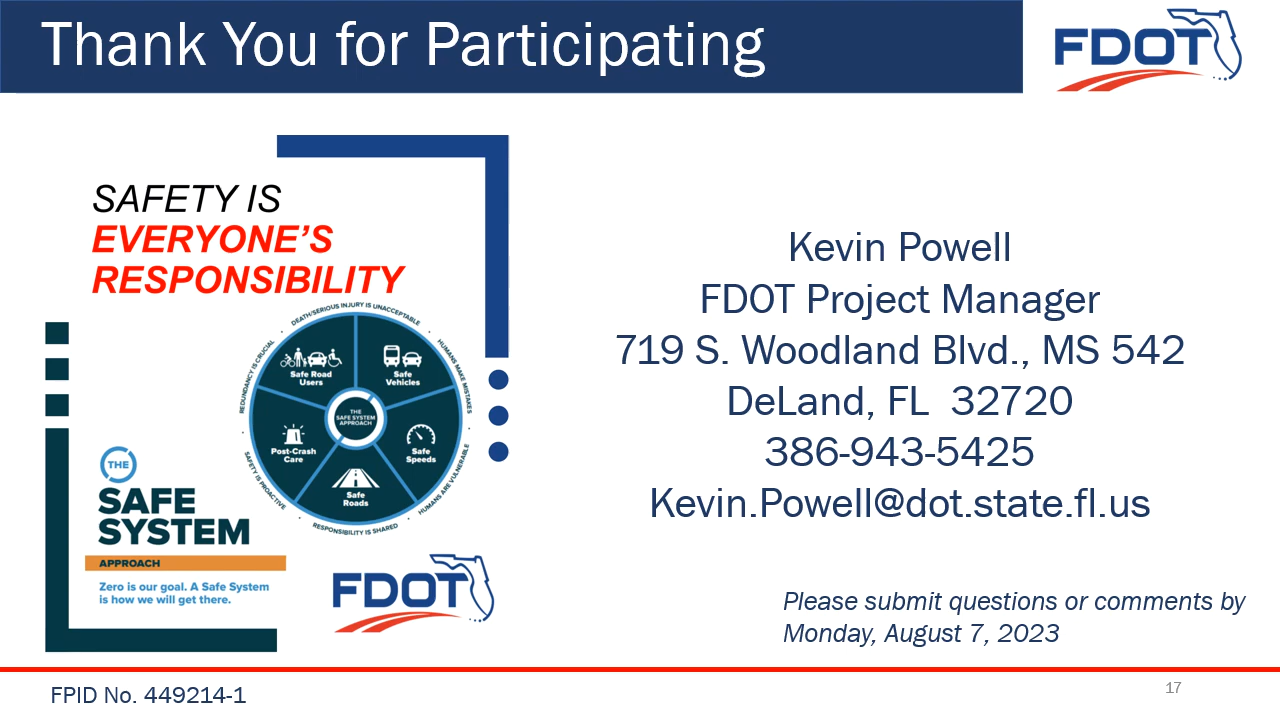 Thank You for Participating
FDOT
SAFETY IS
EVERYONE'S
RESPONSIBILITY
DEATH/SERIOUS INJURY IS UNACCEPTABLE
HUMANS MAKE MISTAKES
HUMANS ARE VULNERABLE
RESPONSIBILITY IS SHARED
SAFETY IS PROACTIVE
REDUNDANCY IS CRUCIAL
Safe Road
Users
Safe
Vehicles
THE
SAFE SYSTEM
APPROACH
Post-Crash
Care
Safe
Speeds
Safe
Roads
THE
SAFE
SYSTEM
APPROACH
Zero is our goal. A Safe System
is how we will get there.
FDOT
Kevin Powell
FDOT Project Manager
719 S. Woodland Blvd., MS 542
DeLand, FL  32720
386-943-5425
Kevin.Powell@dot.state.fl.us
Please submit questions or comments by
Monday, August 7, 2023
FPID No. 449214-1
17